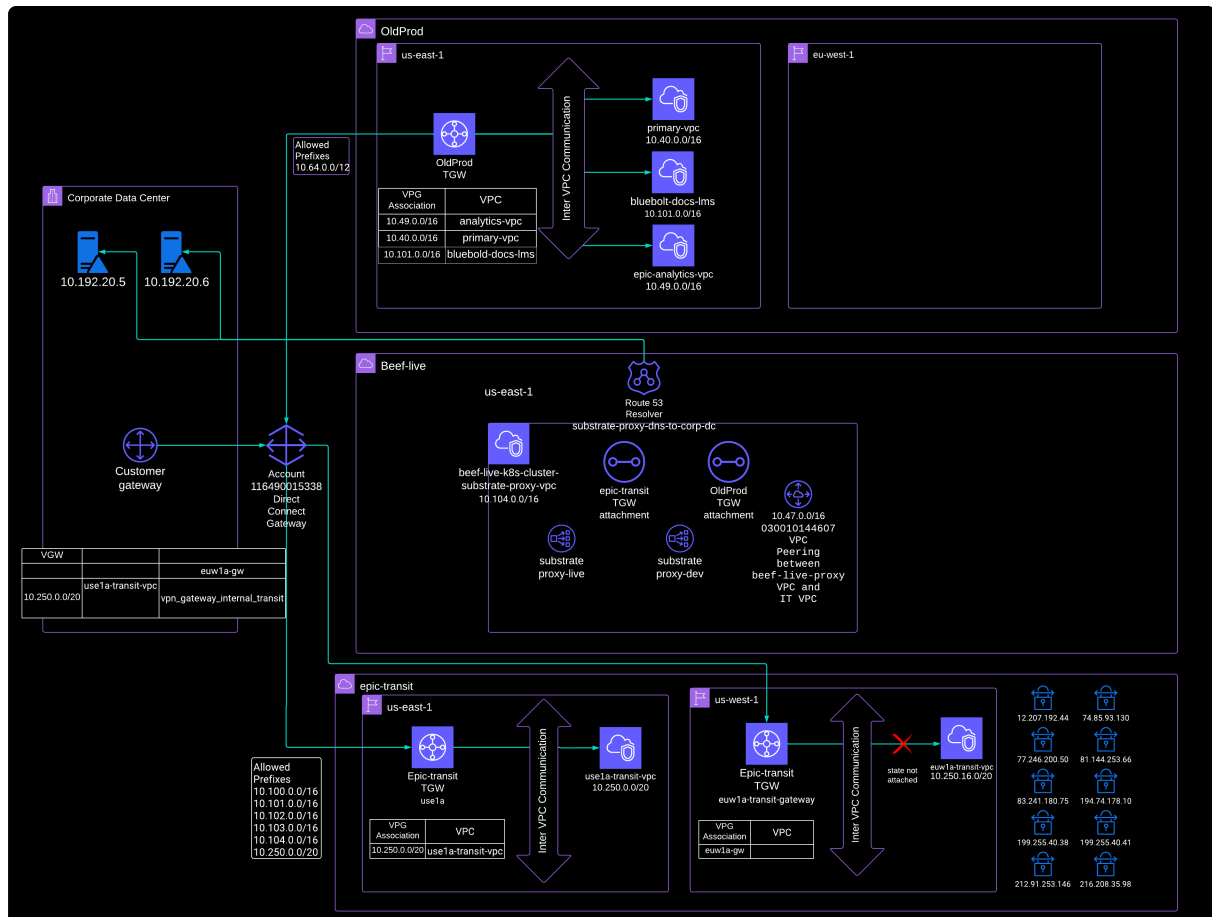 OldProd
us-east-1
eu-west-1
Inter VPC Communication
primary-vpc
10.40.0.0/16
bluebolt-docs-lms
10.101.0.0/16
epic-analytics-vpc
10.49.0.0/16
OldProd
TGW
VPG
Association
VPC
10.49.0.0/16
analytics-vpc
10.40.0.0/16
primary-vpc
10.101.0.0/16
bluebold-docs-lms
Allowed
Prefixes
10.64.0.0/12
Corporate Data Center
10.192.20.5
10.192.20.6
Customer
gateway
Account
116490015338
Direct
Connect
Gateway
VGW
euw1a-gw
10.250.0.0/20
use1a-transit-vpc
vpn_gateway_internal_transit
Beef-live
us-east-1
Route 53
Resolver
substrate-proxy-dns-to-corp-dc
beef-live-k8s-cluster-
substrate-proxy-vpc
10.104.0.0/16
epic-transit
TGW
attachment
OldProd
TGW
attachment
substrate
proxy-live
substrate
proxy-dev
10.47.0.0/16
030010144607
VPC
Peering
between
beef-live-proxy
VPC and
IT VPC
epic-transit
us-east-1
Epic-transit
TGW
use1a
VPG
Association
VPC
10.250.0.0/20
use1a-transit-vpc
Inter VPC Communication
use1a-transit-vpc
10.250.0.0/20
Allowed
Prefixes
10.100.0.0/16
10.101.0.0/16
10.102.0.0/16
10.103.0.0/16
10.104.0.0/16
10.250.0.0/20
us-west-1
Epic-transit
TGW
euw1a-transit-gateway
VPG
Association
VPC
euw1a-gw
Inter VPC Communication
state not
attached
euw1a-transit-vpc
10.250.16.0/20
12.207.192.44
74.85.93.130
77.246.200.50
81.144.253.66
83.241.180.75
194.74.178.10
199.255.40.38
199.255.40.41
212.91.253.146
216.208.35.98